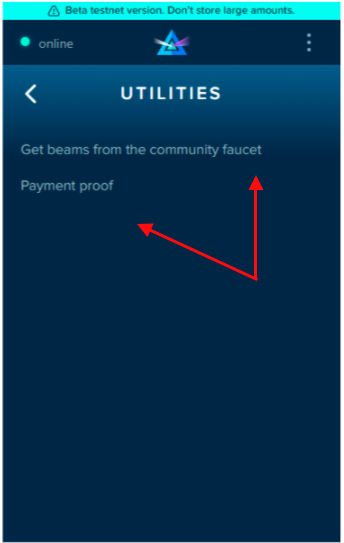 Beta testnet version. Don't store large amounts.
online
UTILITIES
Get beams from the community faucet
Payment proof